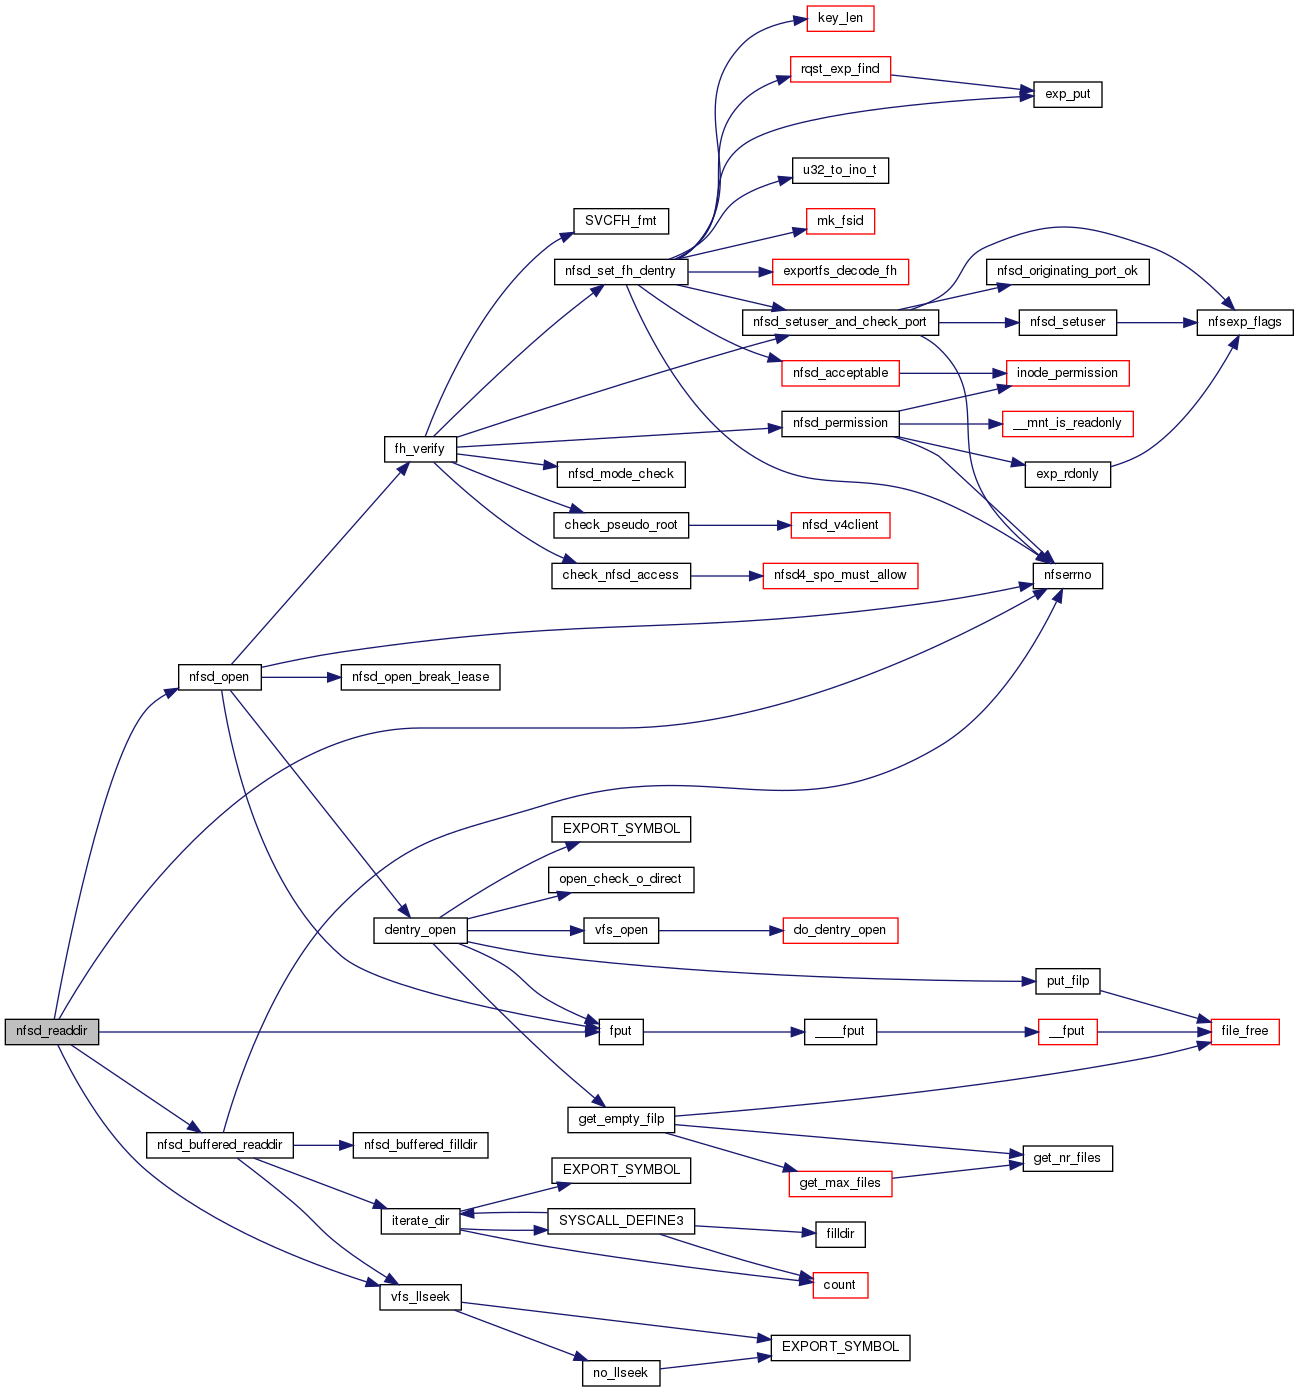 key_len
rqst_exp_find
exp_put
u32_to_ino_t
SVCFH_fmt
mk_fsid
nfsd_set_fh_dentry
exportfs_decode_fh
nfsd_originating_port_ok
nfsd_setuser_and_check_port
nfsd_setuser
nfsexp_flags
nfsd_acceptable
inode_permission
nfsd_permission
__mnt_is_readonly
fh_verify
nfsd_mode_check
exp_rdonly
check_pseudo_root
nfsd_v4client
check_nfsd_access
nfsd4_spo_must_allow
nfserrno
nfsd_open
nfsd_open_break_lease
EXPORT_SYMBOL
open_check_o_direct
dentry_open
vfs_open
do_dentry_open
put_filp
nfsd_readdir
fput
____fput
__fput
file_free
get_empty_filp
nfsd_buffered_readdir
nfsd_buffered_filldir
get_nr_files
EXPORT_SYMBOL
get_max_files
iterate_dir
SYSCALL_DEFINE3
filldir
count
vfs_llseek
EXPORT_SYMBOL
no_llseek